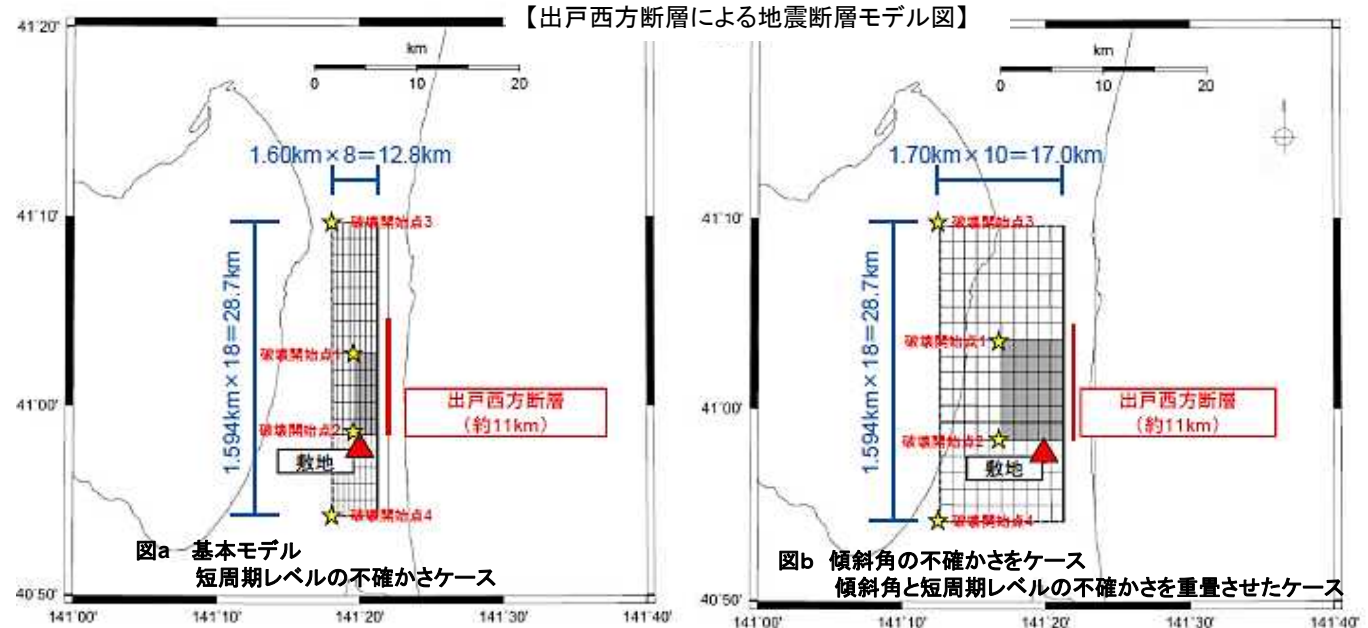 【出戸西方断層による地震断層モデル図】
41°20'
41°10'
41°00'
40°50'
141°00'
141°10'
141°20'
141°30'
141°40'
km
0
10
20
1.60km×8＝12.8km
1.594km×18＝28.7km
破壊開始点3
破壊開始点1
破壊開始点2
破壊開始点4
敷地
出戸西方断層
（約11km）
図a 基本モデル
短周期レベルの不確かさケース
41°10'
41°00'
40°50'
141°00'
141°10'
141°20'
141°30'
141°40'
km
0
10
20
1.70km×10＝17.0km
1.594km×18＝28.7km
破壊開始点3
破壊開始点1
破壊開始点2
破壊開始点4
敷地
出戸西方断層
（約11km）
図b 傾斜角の不確かさをケース
傾斜角と短周期レベルの不確かさを重畳させたケース